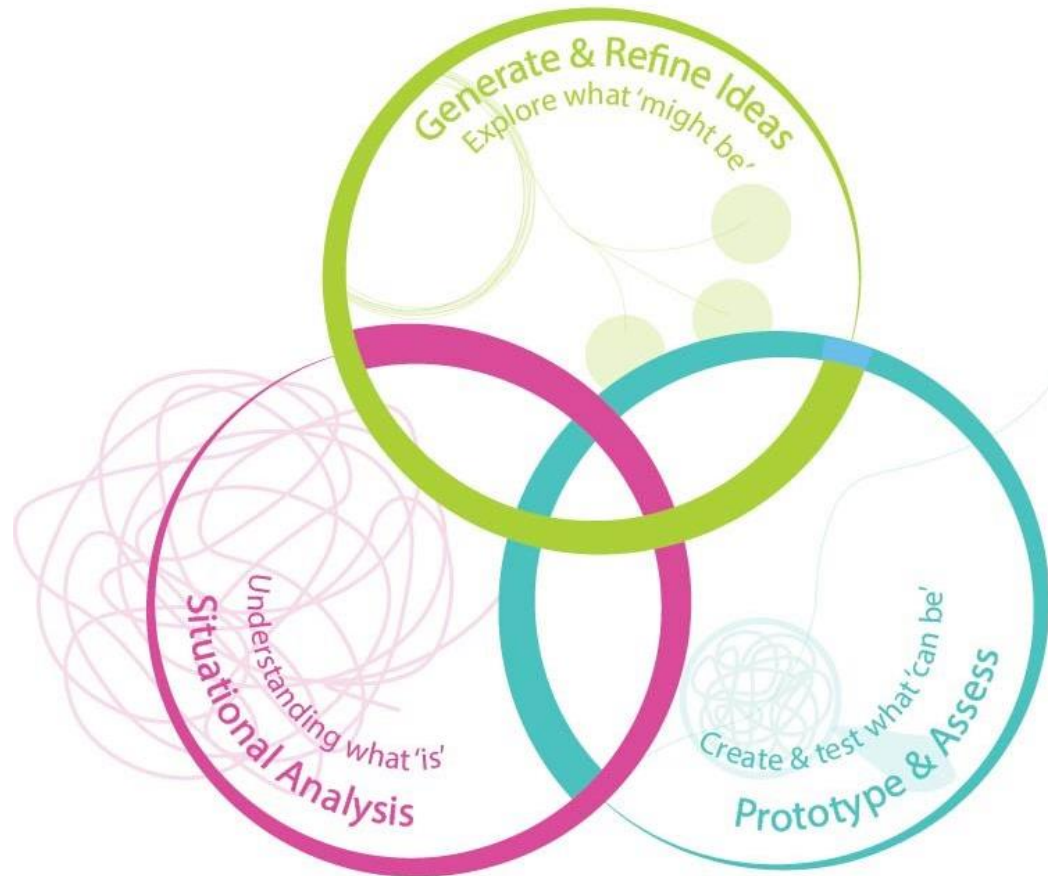 Generate & Refine Ideas
Explore what 'might be'
Understanding what 'is'
Situational Analysis
Create & test what 'can be'
Prototype & Assess